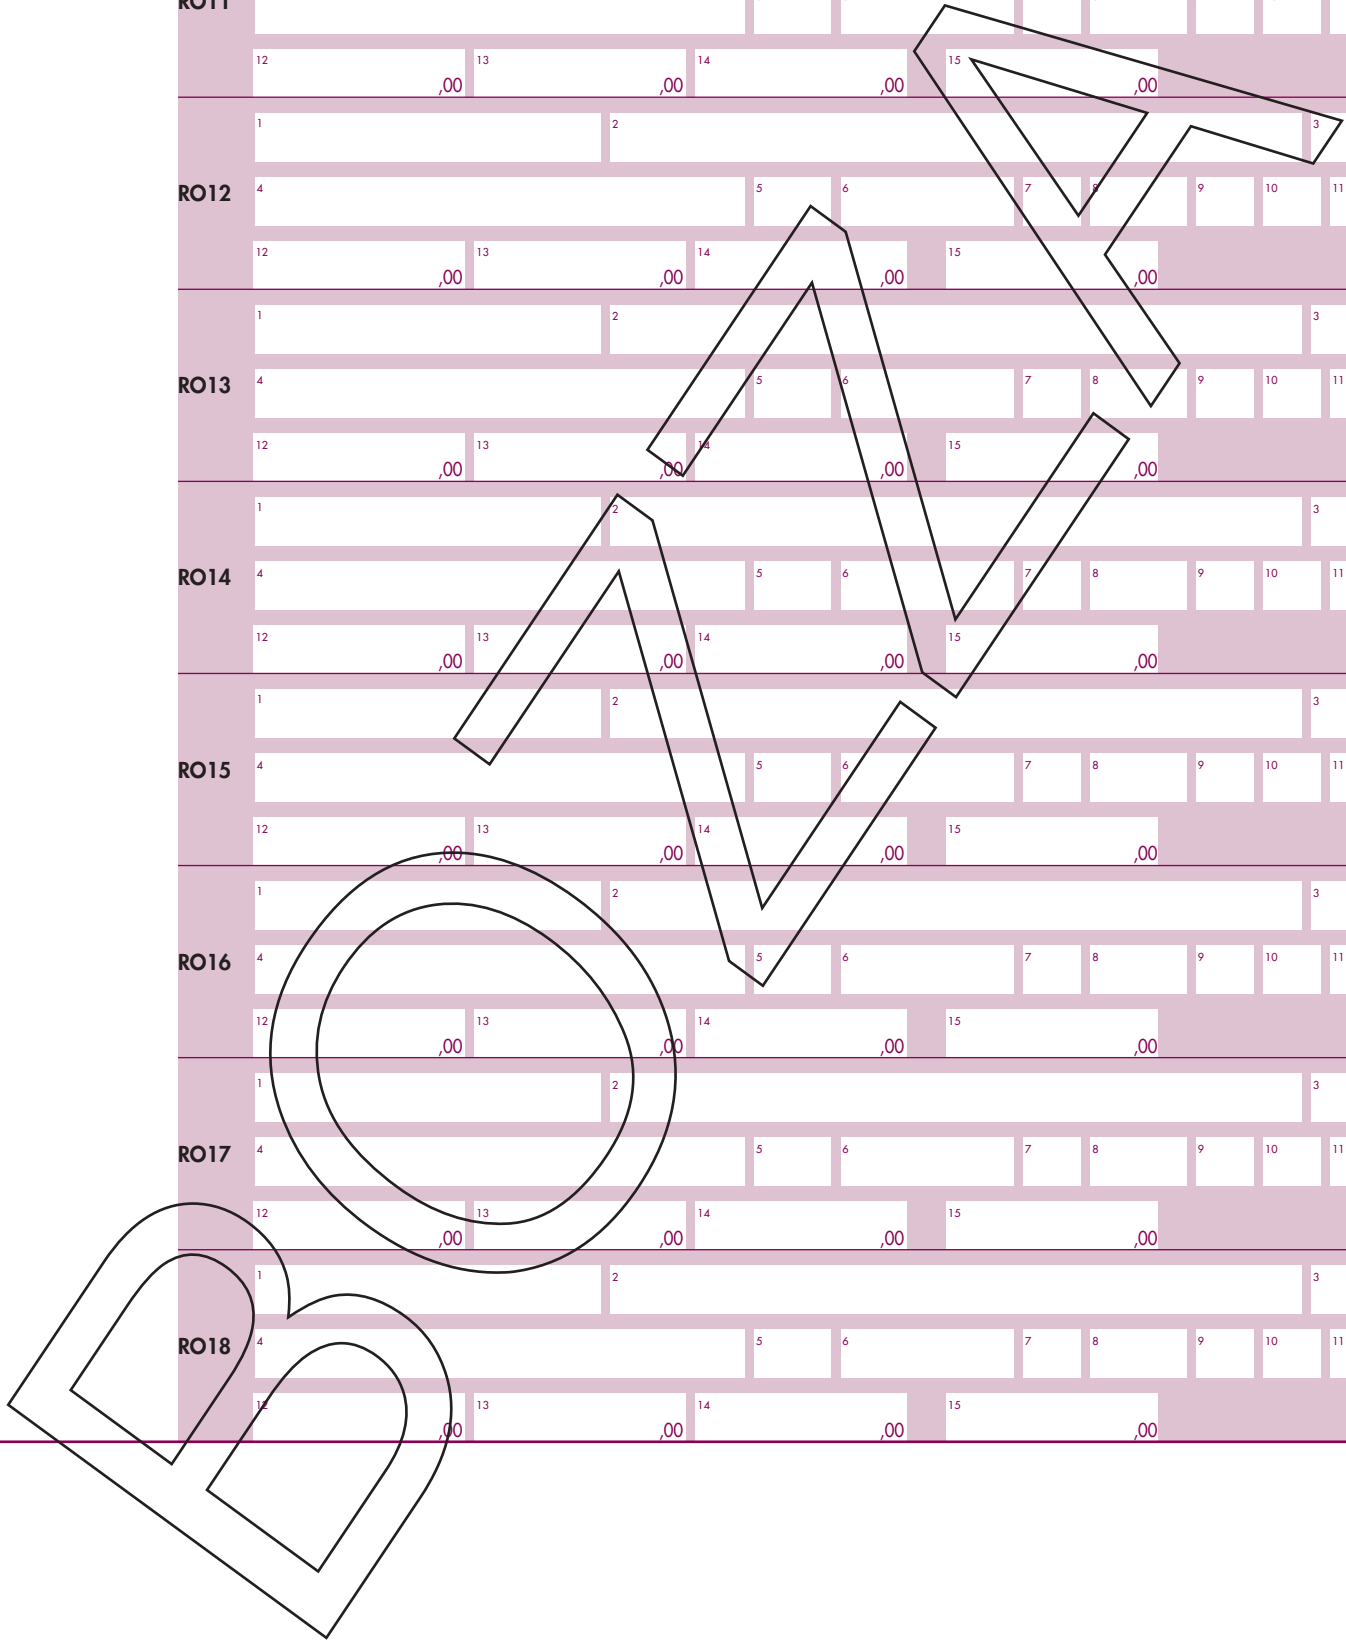 RO11
12 ,00 13 ,00 14 ,00 15 ,00
1 2 3
RO12 4 5 6 7 8 9 10 11
12 ,00 13 ,00 14 ,00 15 ,00
1 2 3
RO13 4 5 6 7 8 9 10 11
12 ,00 13 ,00 14 ,00 15 ,00
1 2 3
RO14 4 5 6 7 8 9 10 11
12 ,00 13 ,00 14 ,00 15 ,00
1 2 3
RO15 4 5 6 7 8 9 10 11
12 ,00 13 ,00 14 ,00 15 ,00
1 2 3
RO16 4 5 6 7 8 9 10 11
12 ,00 13 ,00 14 ,00 15 ,00
1 2 3
RO17 4 5 6 7 8 9 10 11
12 ,00 13 ,00 14 ,00 15 ,00
1 2 3
RO18 4 5 6 7 8 9 10 11
12 ,00 13 ,00 14 ,00 15 ,00
BOZZA